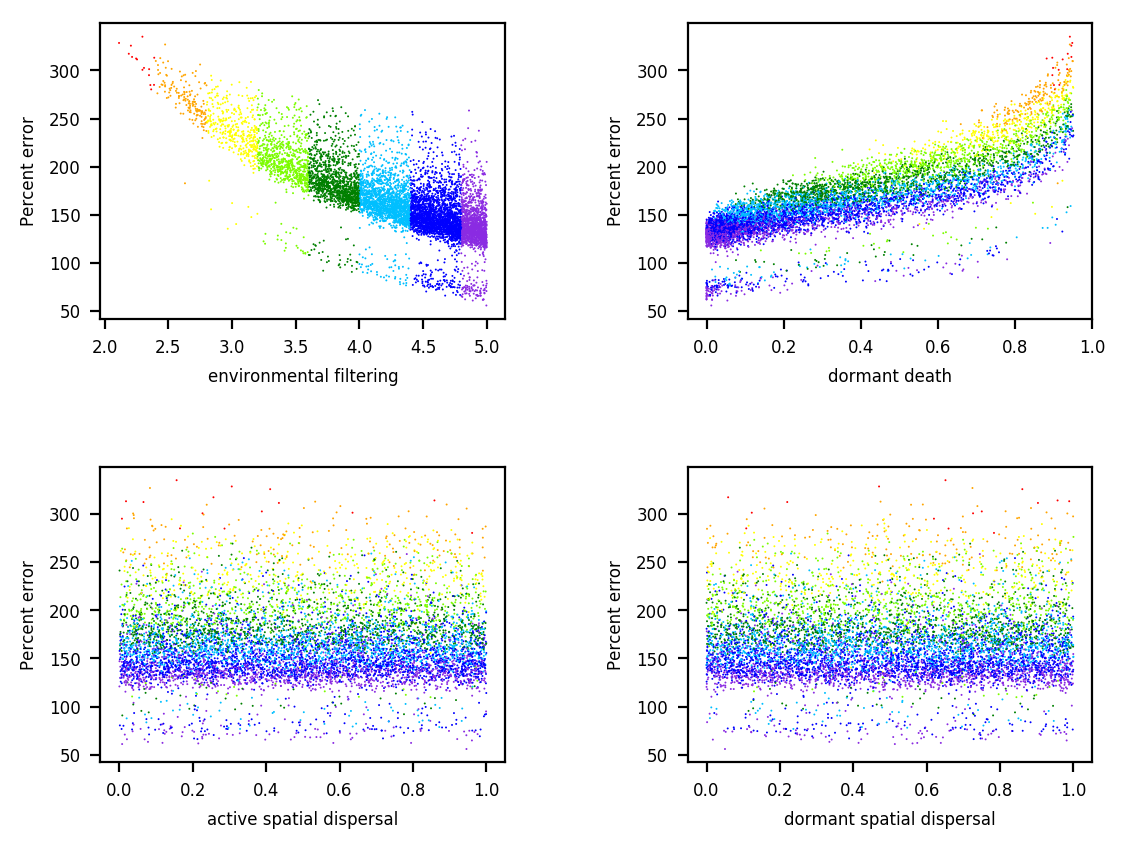 Percent error
300
250
200
150
100
50
2.0 2.5 3.0 3.5 4.0 4.5 5.0
environmental filtering
Percent error
300
250
200
150
100
50
0.0 0.2 0.4 0.6 0.8 1.0
dormant death
Percent error
300
250
200
150
100
50
0.0 0.2 0.4 0.6 0.8 1.0
active spatial dispersal
Percent error
300
250
200
150
100
50
0.0 0.2 0.4 0.6 0.8 1.0
dormant spatial dispersal